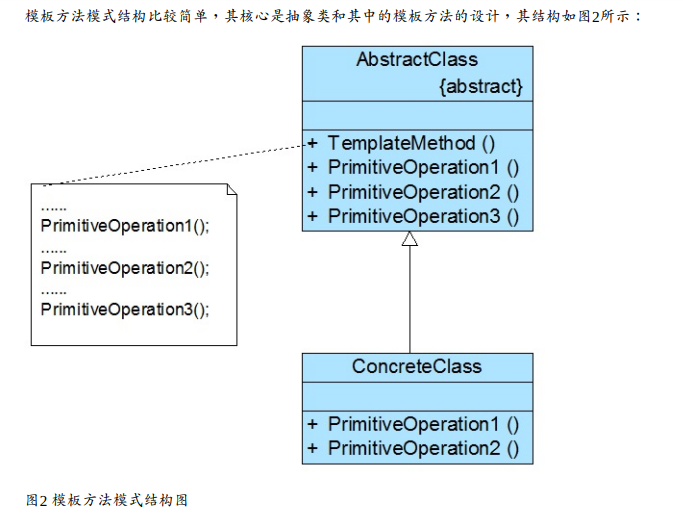 模板方法模式结构比较简单，其核心是抽象类和其中的模板方法的设计，其结构如图2所示：
AbstractClass
{abstract}
+ TemplateMethod ()
+ PrimitiveOperation1 ()
+ PrimitiveOperation2 ()
+ PrimitiveOperation3 ()
......
PrimitiveOperation1();
......
PrimitiveOperation2();
......
PrimitiveOperation3();
ConcreteClass
+ PrimitiveOperation1 ()
+ PrimitiveOperation2 ()
图2 模板方法模式结构图